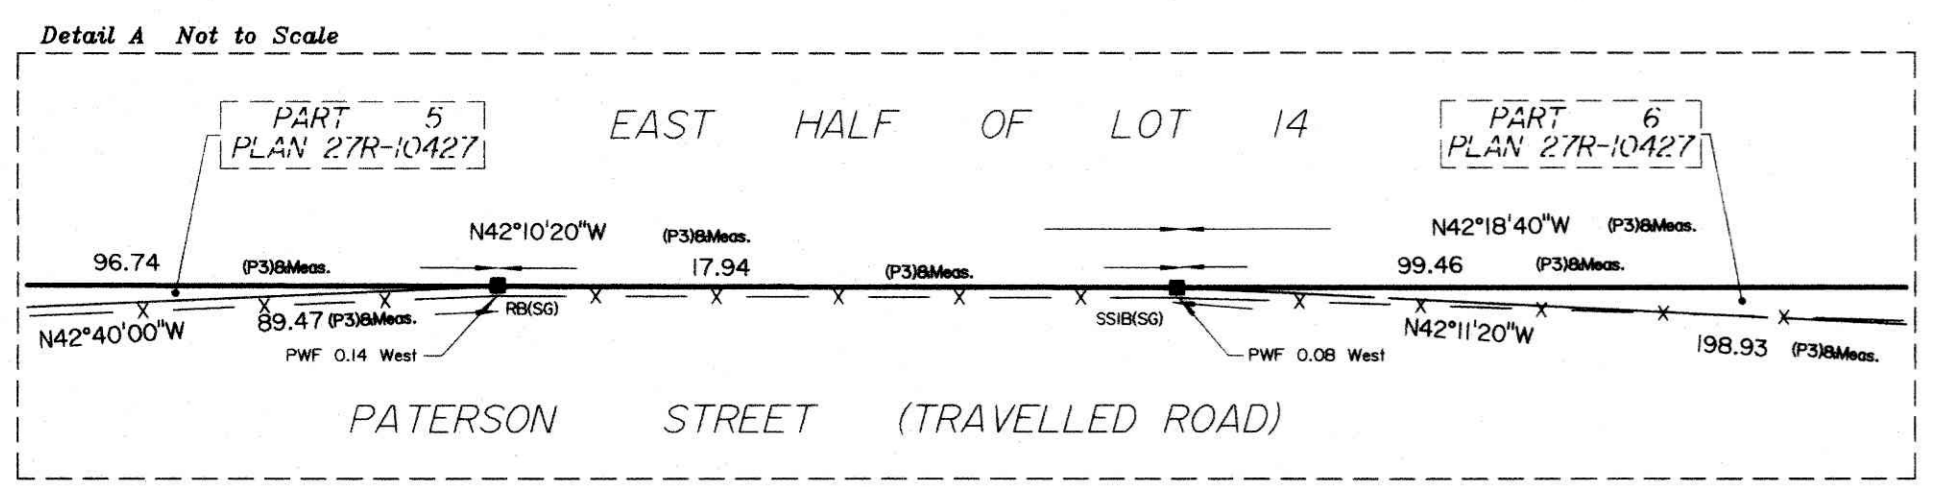 Detail A Not to Scale
PART 5
PLAN 27R-10427
EAST HALF OF LOT 14
PART 6
PLAN 27R-10427
N42°10'20"W (P3)&Meas.
N42°18'40"W (P3)&Meas.
96.74 (P3)&Meas.
17.94 (P3)&Meas.
99.46 (P3)&Meas.
N42°40'00"W
89.47 (P3)&Meas.
RB(SG)
SSIB(SG)
N42°11'20"W
198.93 (P3)&Meas.
PWF 0.14 West
PWF 0.08 West
PATERSON STREET (TRAVELLED ROAD)